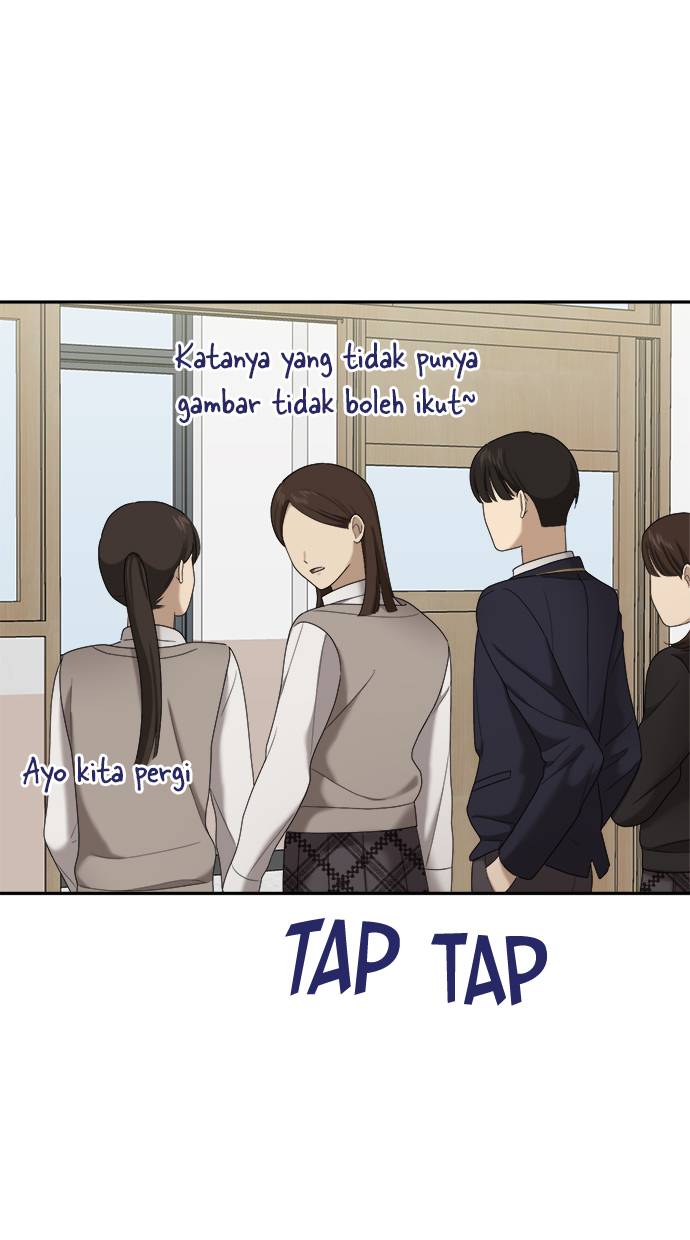 Katanya yang tidak punya
gambar tidak boleh ikut~
Ayo kita pergi
TAP TAP